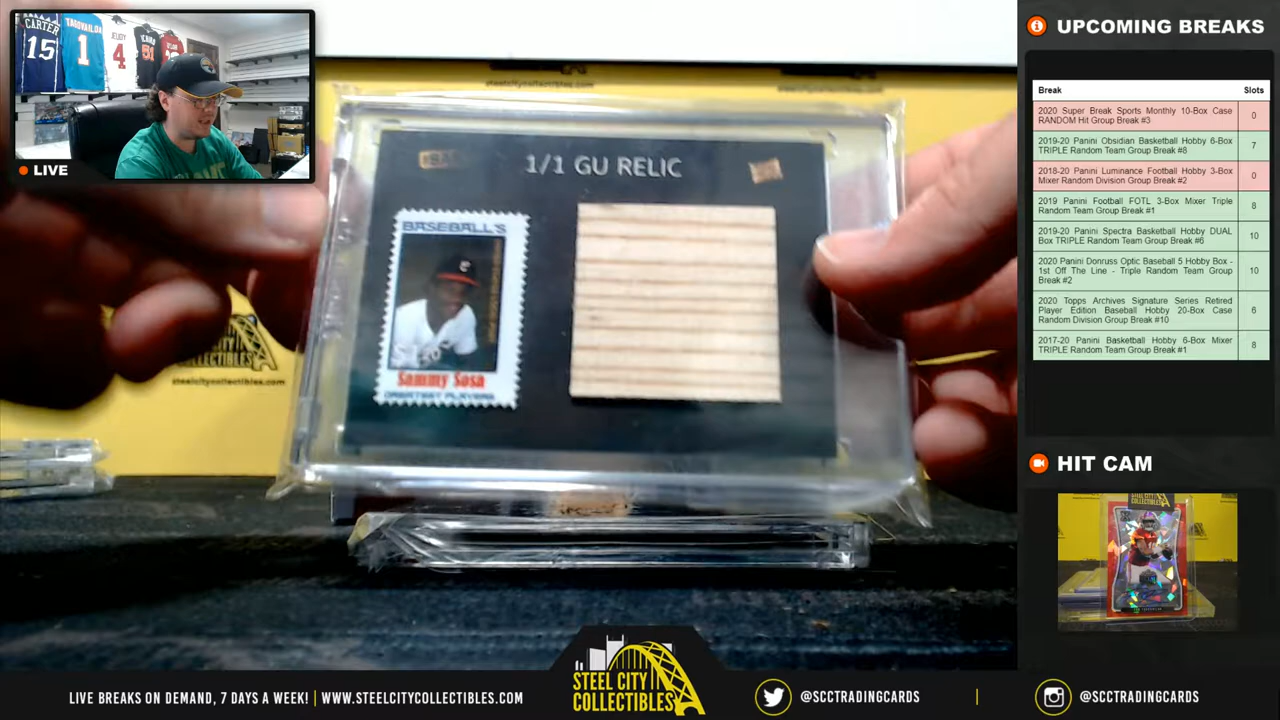 CARTER
15
TAGOVAILOA
1
JEUDY
4
LIVE
steelcitycollectibles.com
1/1 GU RELIC
BASEBALL'S
Sammy Sosa
GREATEST PLAYERS
COLLECTIBLES
steelcitycollectibles.com
UPCOMING BREAKS
Break Slots
2020 Super Break Sports Monthly 10-Box Case
RANDOM Hit Group Break #3 0
2019-20 Panini Obsidian Basketball Hobby 6-Box
TRIPLE Random Team Group Break #8 7
2018-20 Panini Luminance Football Hobby 3-Box
Mixer Random Division Group Break #2 0
2019 Panini Football FOTL 3-Box Mixer Triple
Random Team Group Break #1 8
2019-20 Panini Spectra Basketball Hobby DUAL
Box TRIPLE Random Team Group Break #6 10
2020 Panini Donruss Optic Baseball 5 Hobby Box -
1st Off The Line - Triple Random Team Group
Break #2 10
2020 Topps Archives Signature Series Retired
Player Edition Baseball Hobby 20-Box Case
Random Division Group Break #10 6
2017-20 Panini Basketball Hobby 6-Box Mixer
TRIPLE Random Team Group Break #1 8
HIT CAM
LIVE BREAKS ON DEMAND, 7 DAYS A WEEK! | WWW.STEELCITYCOLLECTIBLES.COM
STEEL CITY
COLLECTIBLES
@SCCTRADINGCARDS
@SCCTRADINGCARDS